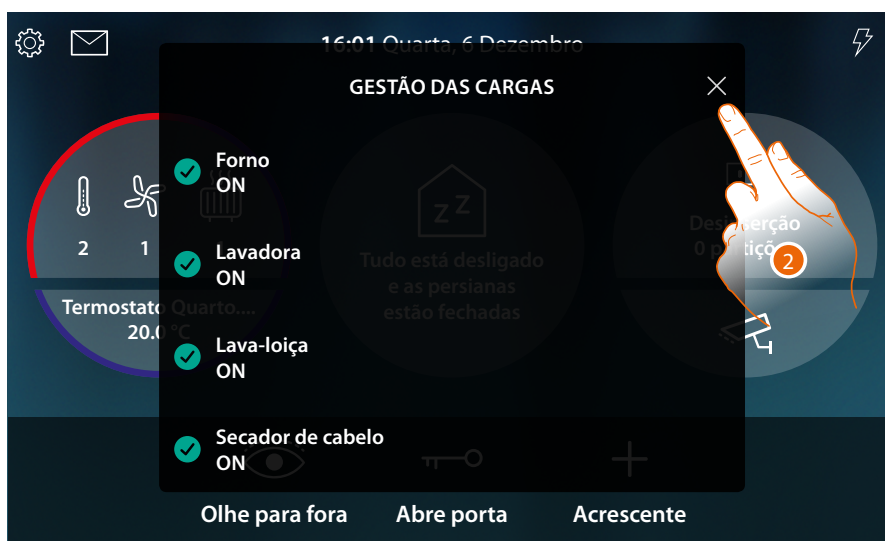 16:01 Quarta, 6 Dezembro
GESTÃO DAS CARGAS
Forno
ON
Lavadora
ON
Lava-loiça
ON
Secador de cabelo
ON
2
1
Termostato Quarto....
20.0 °C
zz
Tudo está desligado
e as persianas
estão fechadas
0
2
Olhe para fora
Abre porta
Acrescente